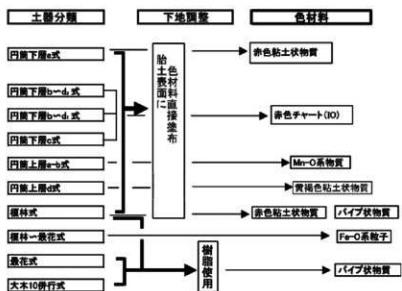 土器分類 下地調整 色材料
円筒下層a式 赤色粘土状物質
円筒下層b〜d₁式
円筒下層b〜d₁式 赤色チャート(IO)
円筒下層c式
胎土表面に
色材料直接塗布
円筒上層a-b式 Mn-O系物質
円筒上層d式 黄褐色粘土状物質
榎林式 赤色粘土状物質 パイプ状物質
榎林〜最花式 Fe-O系粒子
最花式 樹脂使用 パイプ状物質
大木10併行式